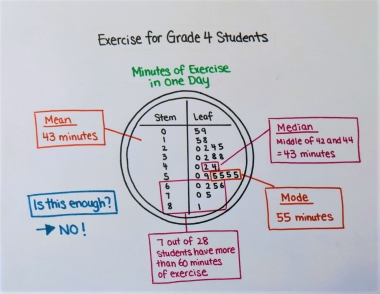 Exercise for Grade 4 Students
Minutes of Exercise
in One Day
Stem Leaf
0 5 9
1 5 8
2 0 2 4 5
3 0 2 8 8
4 0 2 4
5 0 9 5 5 5 5
6 0 2 5 6
7 0 5
8 1
Mean
43 minutes
Median
Middle of 42 and 44
= 43 minutes
Mode
55 minutes
Is this enough?
→ NO!
7 out of 28
students have more
than 60 minutes
of exercise